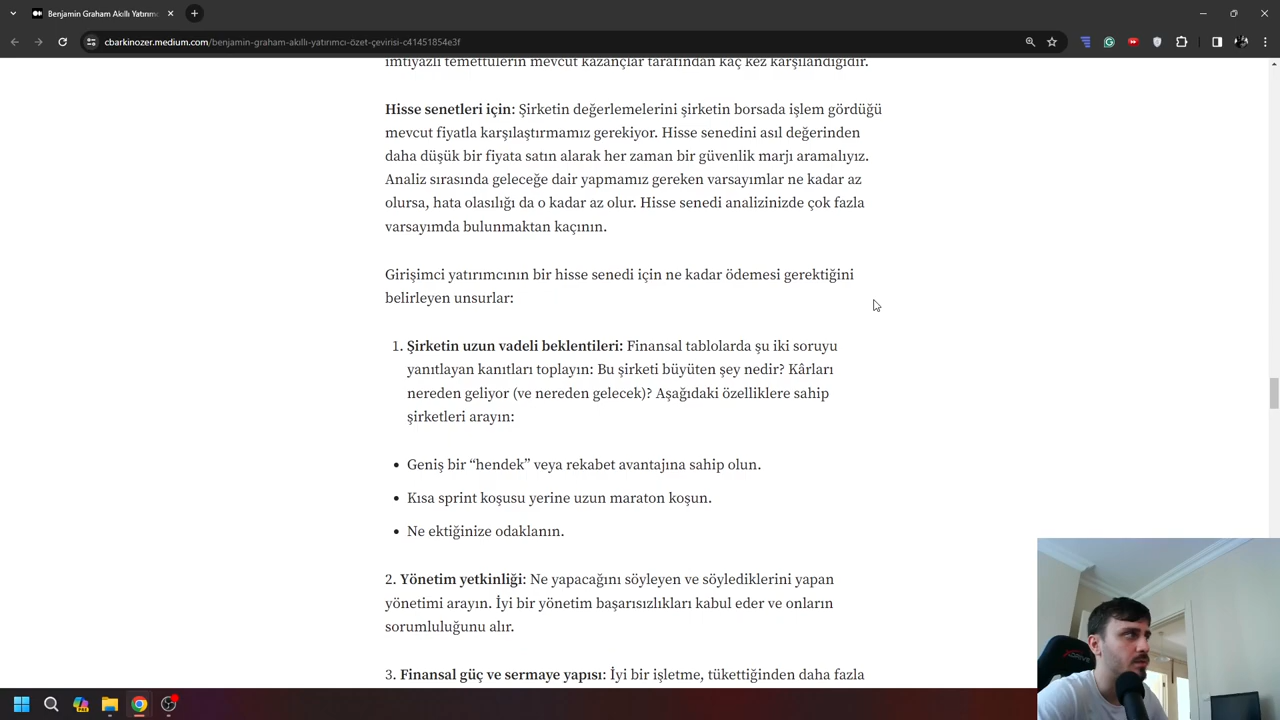 Benjamin Graham Akıllı Yatırımc
cbarkinozer.medium.com/benjamin-graham-akıllı-yatırımcı-özet-çevirisi-c41451854e3f
imtiyazlı temettülerin mevcut kazançlar tarafından kaç kez karşılandığıdır.
Hisse senetleri için: Şirketin değerlemelerini şirketin borsada işlem gördüğü
mevcut fiyatla karşılaştırmamız gerekiyor. Hisse senedini asıl değerinden
daha düşük bir fiyata satın alarak her zaman bir güvenlik marjı aramalıyız.
Analiz sırasında geleceğe dair yapmamız gereken varsayımlar ne kadar az
olursa, hata olasılığı da o kadar az olur. Hisse senedi analizinizde çok fazla
varsayımda bulunmaktan kaçının.
Girişimci yatırımcının bir hisse senedi için ne kadar ödemesi gerektiğini
belirleyen unsurlar:
1. Şirketin uzun vadeli beklentileri: Finansal tablolarda şu iki soruyu
yanıtlayan kanıtları toplayın: Bu şirketi büyüten şey nedir? Kârları
nereden geliyor (ve nereden gelecek)? Aşağıdaki özelliklere sahip
şirketleri arayın:
• Geniş bir “hendek” veya rekabet avantajına sahip olun.
• Kısa sprint koşusu yerine uzun maraton koşun.
• Ne ektiğinize odaklanın.
2. Yönetim yetkinliği: Ne yapacağını söyleyen ve söylediklerini yapan
yönetimi arayın. İyi bir yönetim başarısızlıkları kabul eder ve onların
sorumluluğunu alır.
3. Finansal güç ve sermaye yapısı: İyi bir işletme, tükettiğinden daha fazla